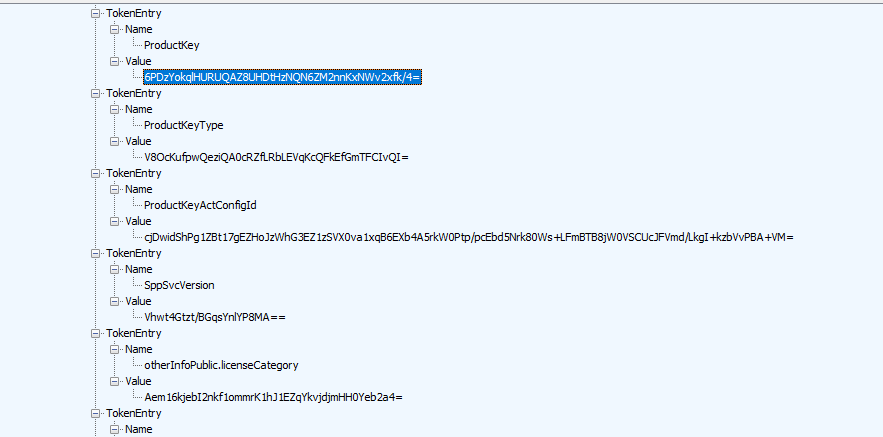 TokenEntry
Name
ProductKey
Value
6PDzYokqlHURUQAZ8UHDtHzNQN6ZM2nnKxNWv2xfk/4=
TokenEntry
Name
ProductKeyType
Value
V8OcKufpwQeziQA0cRZfLRbLEVqKcQFkEfGmTFCIvQI=
TokenEntry
Name
ProductKeyActConfigId
Value
cjDwidShPg1ZBt17gEZHoJzWhG3EZ1zSVX0va1xqB6EXb4A5rkW0Ptp/pcEbd5Nrk80Ws+LFmBTB8jW0VSCUcJFVmd/LkgI+kzbVvPBA+VM=
TokenEntry
Name
SppSvcVersion
Value
Vhwt4Gtzt/BGqsYnlYP8MA==
TokenEntry
Name
otherInfoPublic.licenseCategory
Value
Aem16kjebI2nkf1ommrK1hJ1EZqYkvjdjmHH0Yeb2a4=
TokenEntry
Name